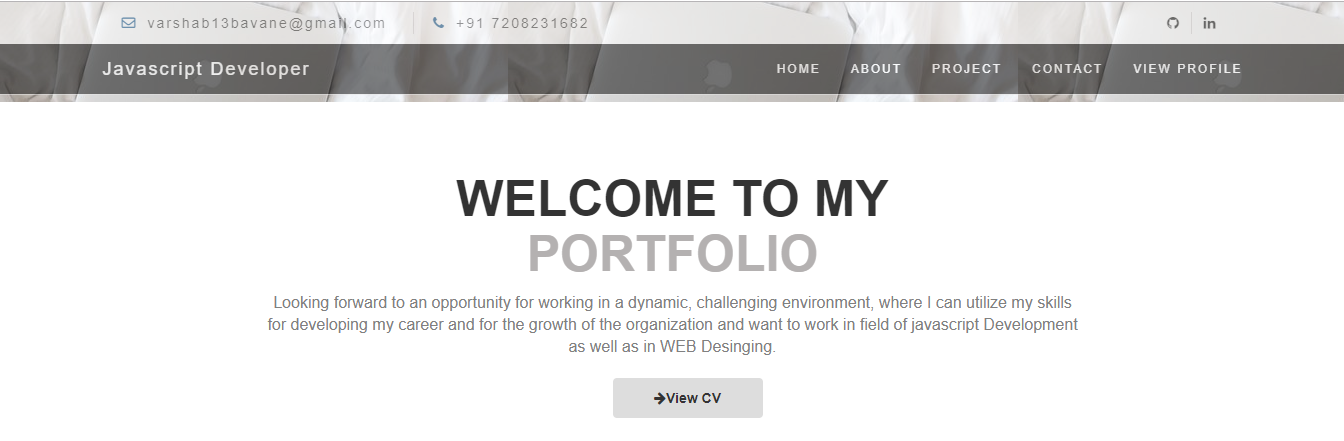 varshab13bavane@gmail.com +91 7208231682
Javascript Developer HOME ABOUT PROJECT CONTACT VIEW PROFILE
WELCOME TO MY
PORTFOLIO
Looking forward to an opportunity for working in a dynamic, challenging environment, where I can utilize my skills
for developing my career and for the growth of the organization and want to work in field of javascript Development
as well as in WEB Desinging.
View CV